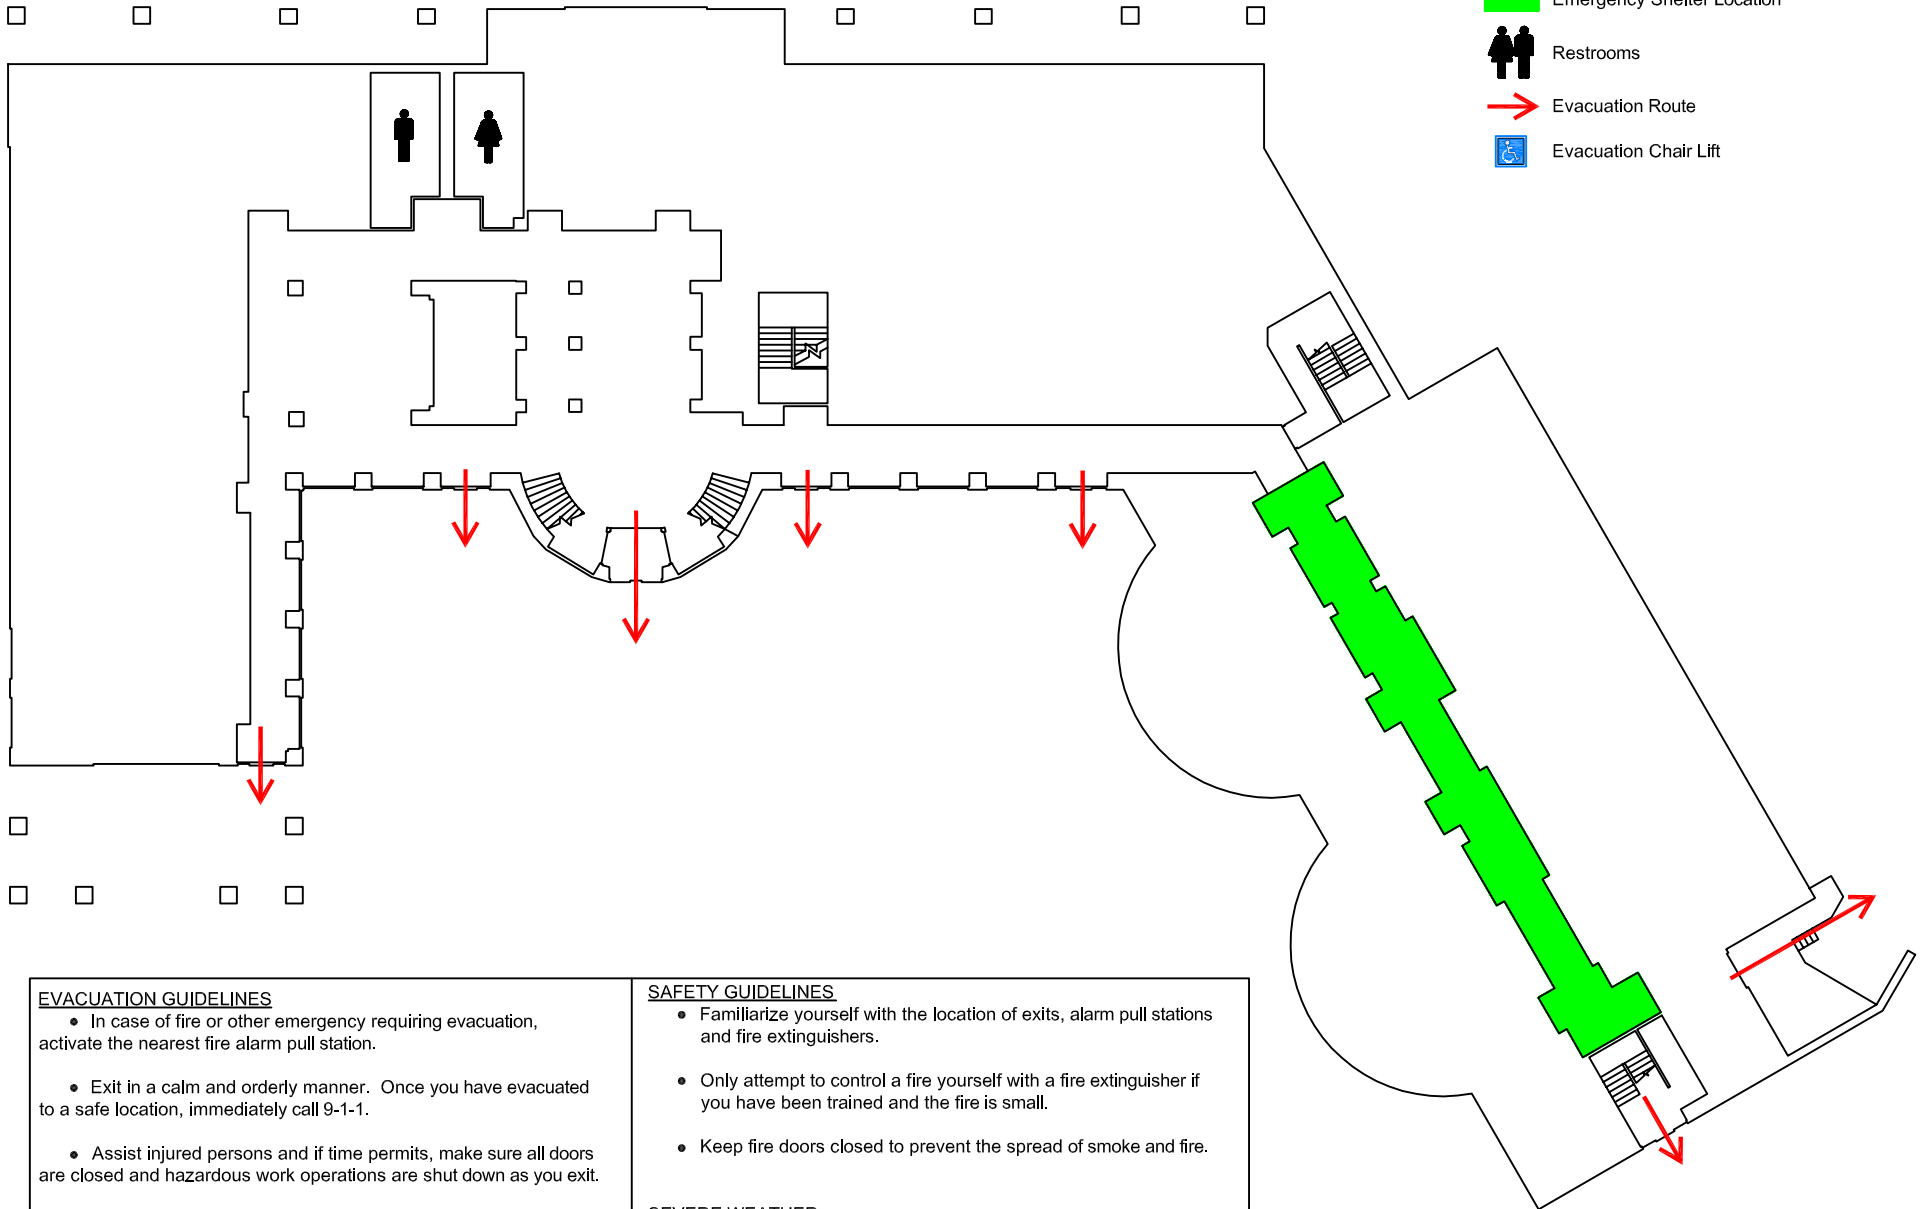 Emergency Shelter Location
Restrooms
Evacuation Route
Evacuation Chair Lift
EVACUATION GUIDELINES
• In case of fire or other emergency requiring evacuation,
activate the nearest fire alarm pull station.
• Exit in a calm and orderly manner.  Once you have evacuated
to a safe location, immediately call 9-1-1.
• Assist injured persons and if time permits, make sure all doors
are closed and hazardous work operations are shut down as you exit.
SAFETY GUIDELINES
• Familiarize yourself with the location of exits, alarm pull stations
and fire extinguishers.
• Only attempt to control a fire yourself with a fire extinguisher if
you have been trained and the fire is small.
• Keep fire doors closed to prevent the spread of smoke and fire.
SEVERE WEATHER